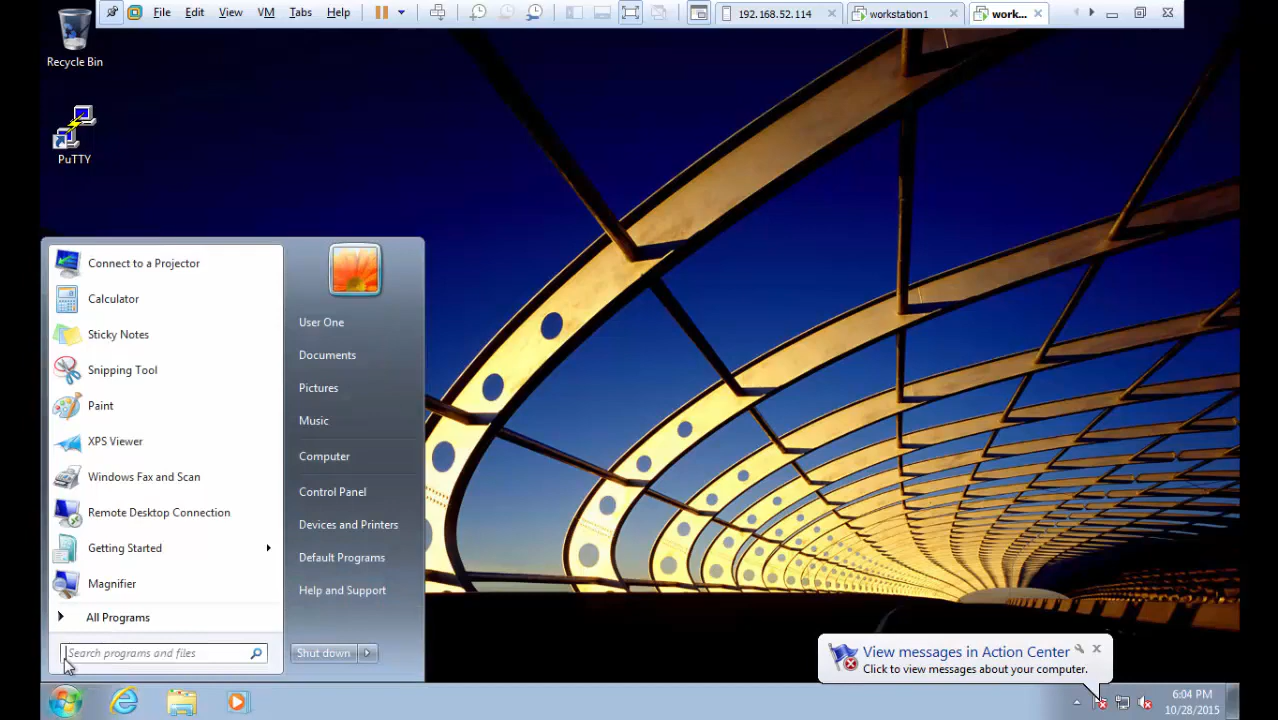 File Edit View VM Tabs Help 192.168.52.114 workstation1 work...
Recycle Bin
PuTTY
Connect to a Projector
Calculator
Sticky Notes
Snipping Tool
Paint
XPS Viewer
Windows Fax and Scan
Remote Desktop Connection
Getting Started
Magnifier
All Programs
Search programs and files
User One
Documents
Pictures
Music
Computer
Control Panel
Devices and Printers
Default Programs
Help and Support
Shut down
View messages in Action Center
Click to view messages about your computer.
6:04 PM
10/28/2015